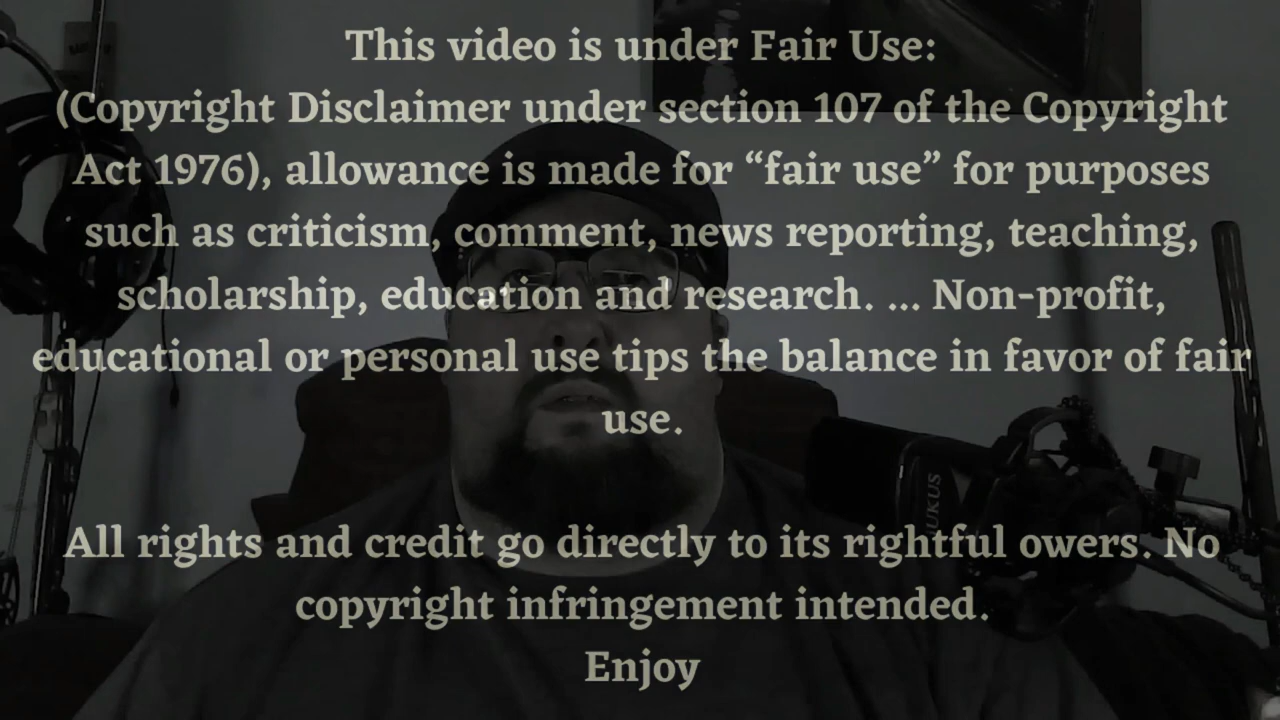 This video is under Fair Use:
(Copyright Disclaimer under section 107 of the Copyright
Act 1976), allowance is made for “fair use” for purposes
such as criticism, comment, news reporting, teaching,
scholarship, education and research. ... Non-profit,
educational or personal use tips the balance in favor of fair
use.
All rights and credit go directly to its rightful owers. No
copyright infringement intended.
Enjoy